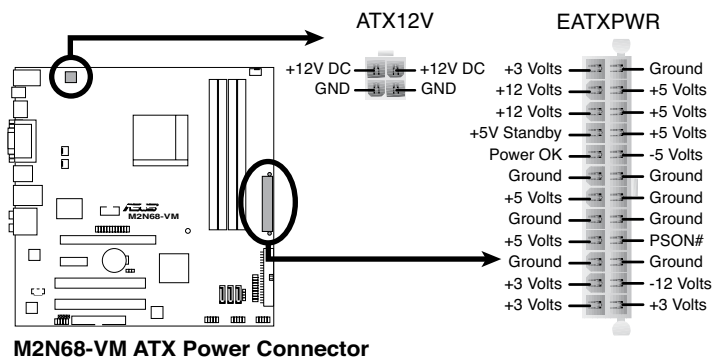 ATX12V
EATXPWR
+12V DC +12V DC
GND GND
+3 Volts Ground
+12 Volts +5 Volts
+12 Volts +5 Volts
+5V Standby +5 Volts
Power OK -5 Volts
Ground Ground
+5 Volts Ground
Ground Ground
+5 Volts PSON#
Ground Ground
+3 Volts -12 Volts
+3 Volts +3 Volts
ASUS
M2N68-VM
M2N68-VM ATX Power Connector